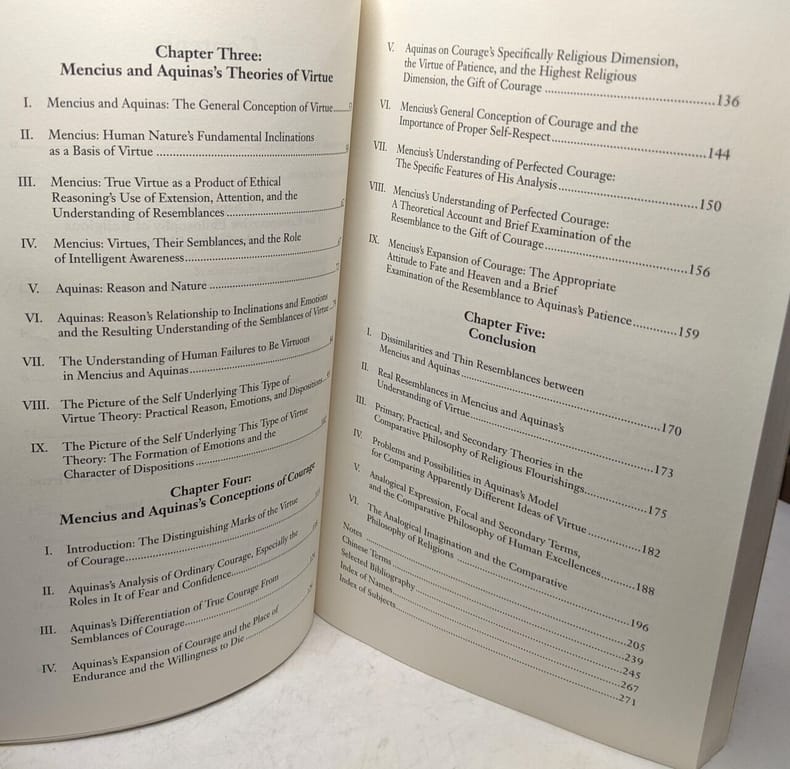 Chapter Three:
Mencius and Aquinas's Theories of Virtue
I. Mencius and Aquinas: The General Conception of Virtue
II. Mencius: Human Nature's Fundamental Inclinations
as a Basis of Virtue
III. Mencius: True Virtue as a Product of Ethical
Reasoning's Use of Extension, Attention, and the
Understanding of Resemblances
IV. Mencius: Virtues, Their Semblances, and the Role
of Intelligent Awareness
V. Aquinas: Reason and Nature
VI. Aquinas: Reason's Relationship to Inclinations and Emotions
and the Resulting Understanding of the Semblances of Virtue
VII. The Understanding of Human Failures to Be Virtuous
in Mencius and Aquinas
VIII. The Picture of the Self Underlying This Type of
Virtue Theory: Practical Reason, Emotions, and Dispositions
IX. The Picture of the Self Underlying This Type of Virtue
Theory: The Formation of Emotions and the
Character of Dispositions
Chapter Four:
Mencius and Aquinas's Conceptions of Courage
I. Introduction: The Distinguishing Marks of the Virtue
of Courage
II. Aquinas's Analysis of Ordinary Courage, Especially the
Roles in It of Fear and Confidence
III. Aquinas's Differentiation of True Courage From
Semblances of Courage
IV. Aquinas's Expansion of Courage and the Place of
Endurance and the Willingness to Die
V. Aquinas on Courage's Specifically Religious Dimension,
the Virtue of Patience, and the Highest Religious
Dimension, the Gift of Courage 136
VI. Mencius's General Conception of Courage and the
Importance of Proper Self-Respect 144
VII. Mencius's Understanding of Perfected Courage:
The Specific Features of His Analysis 150
VIII. Mencius's Understanding of Perfected Courage:
A Theoretical Account and Brief Examination of the
Resemblance to the Gift of Courage 156
IX. Mencius's Expansion of Courage: The Appropriate
Attitude to Fate and Heaven and a Brief
Examination of the Resemblance to Aquinas's Patience 159
Chapter Five:
Conclusion
I. Dissimilarities and Thin Resemblances between
Mencius and Aquinas 170
II. Real Resemblances in Mencius and Aquinas's
Understanding of Virtue 173
III. Primary, Practical, and Secondary Theories in the
Comparative Philosophy of Religious Flourishings 175
IV. Problems and Possibilities in Aquinas's Model
for Comparing Apparently Different Ideas of Virtue 182
V. Analogical Expression, Focal and Secondary Terms,
and the Comparative Philosophy of Human Excellences 188
VI. The Analogical Imagination and the Comparative
Philosophy of Religions 196
Notes 205
Chinese Terms 239
Selected Bibliography 245
Index of Names 267
Index of Subjects 271